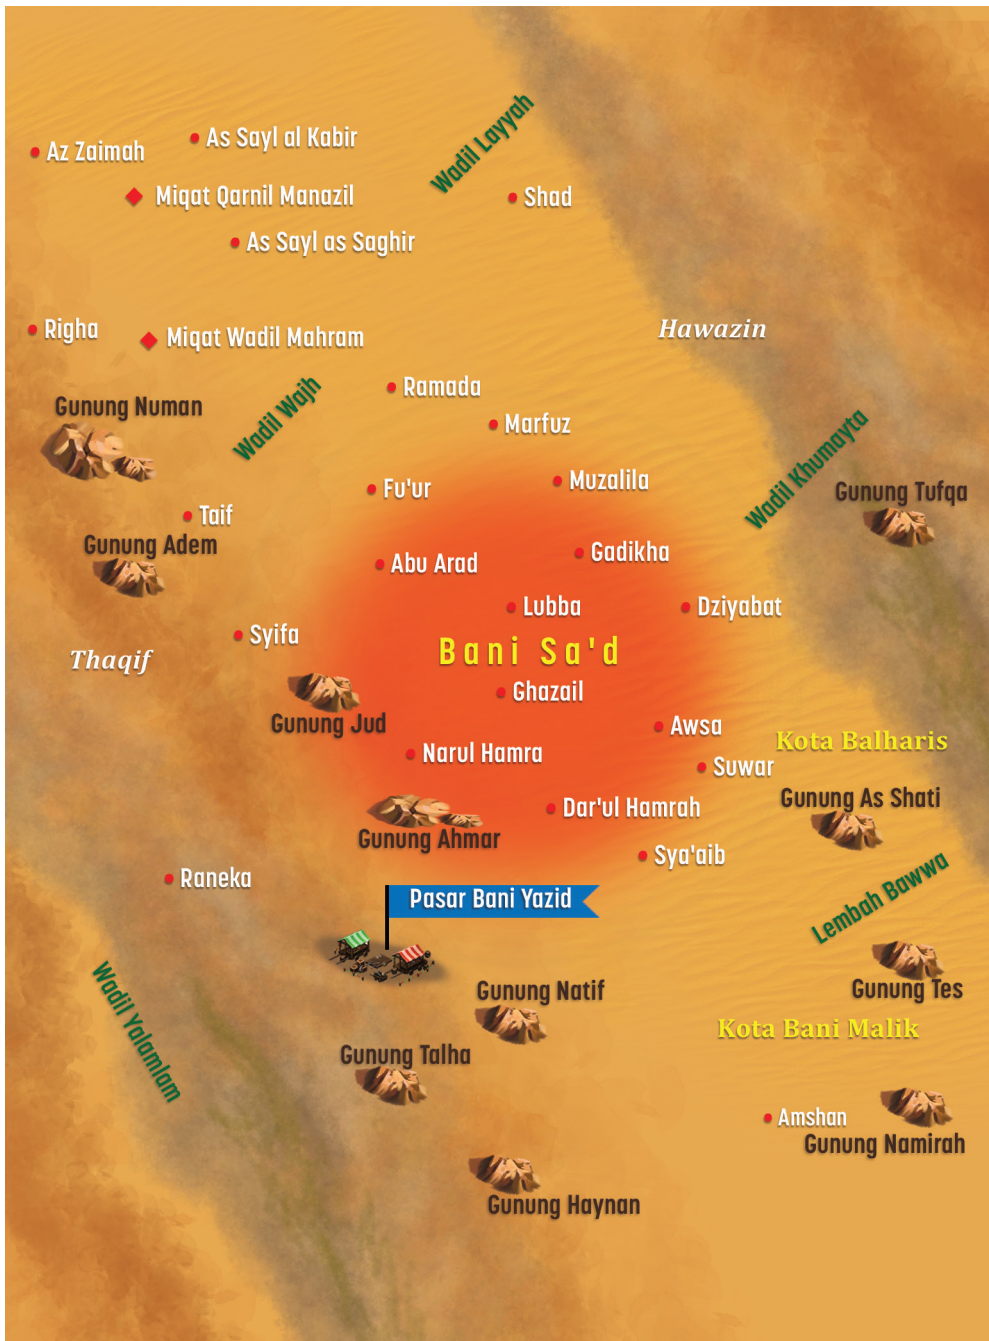 Wadil Layyah
As Sayl al Kabir
Az Zaimah
Miqat Qarnil Manazil
Shad
As Sayl as Saghir
Righa
Miqat Wadil Mahram
Hawazin
Ramada
Gunung Numan
Wadil Wajh
Marfuz
Wadil Khumayta
Muzalila
Fu'ur
Gunung Tufqa
Taif
Gunung Adem
Gadikha
Abu Arad
Lubba
Dziyabat
Syifa
Bani Sa'd
Thaqif
Ghazail
Gunung Jud
Awsa
Kota Balharis
Narul Hamra
Suwar
Gunung As Shati
Dar'ul Hamrah
Gunung Ahmar
Sya'aib
Raneka
Pasar Bani Yazid
Lembah Bawwa
Wadil Yalamlam
Gunung Natif
Gunung Tes
Kota Bani Malik
Gunung Talha
Amshan
Gunung Namirah
Gunung Haynan